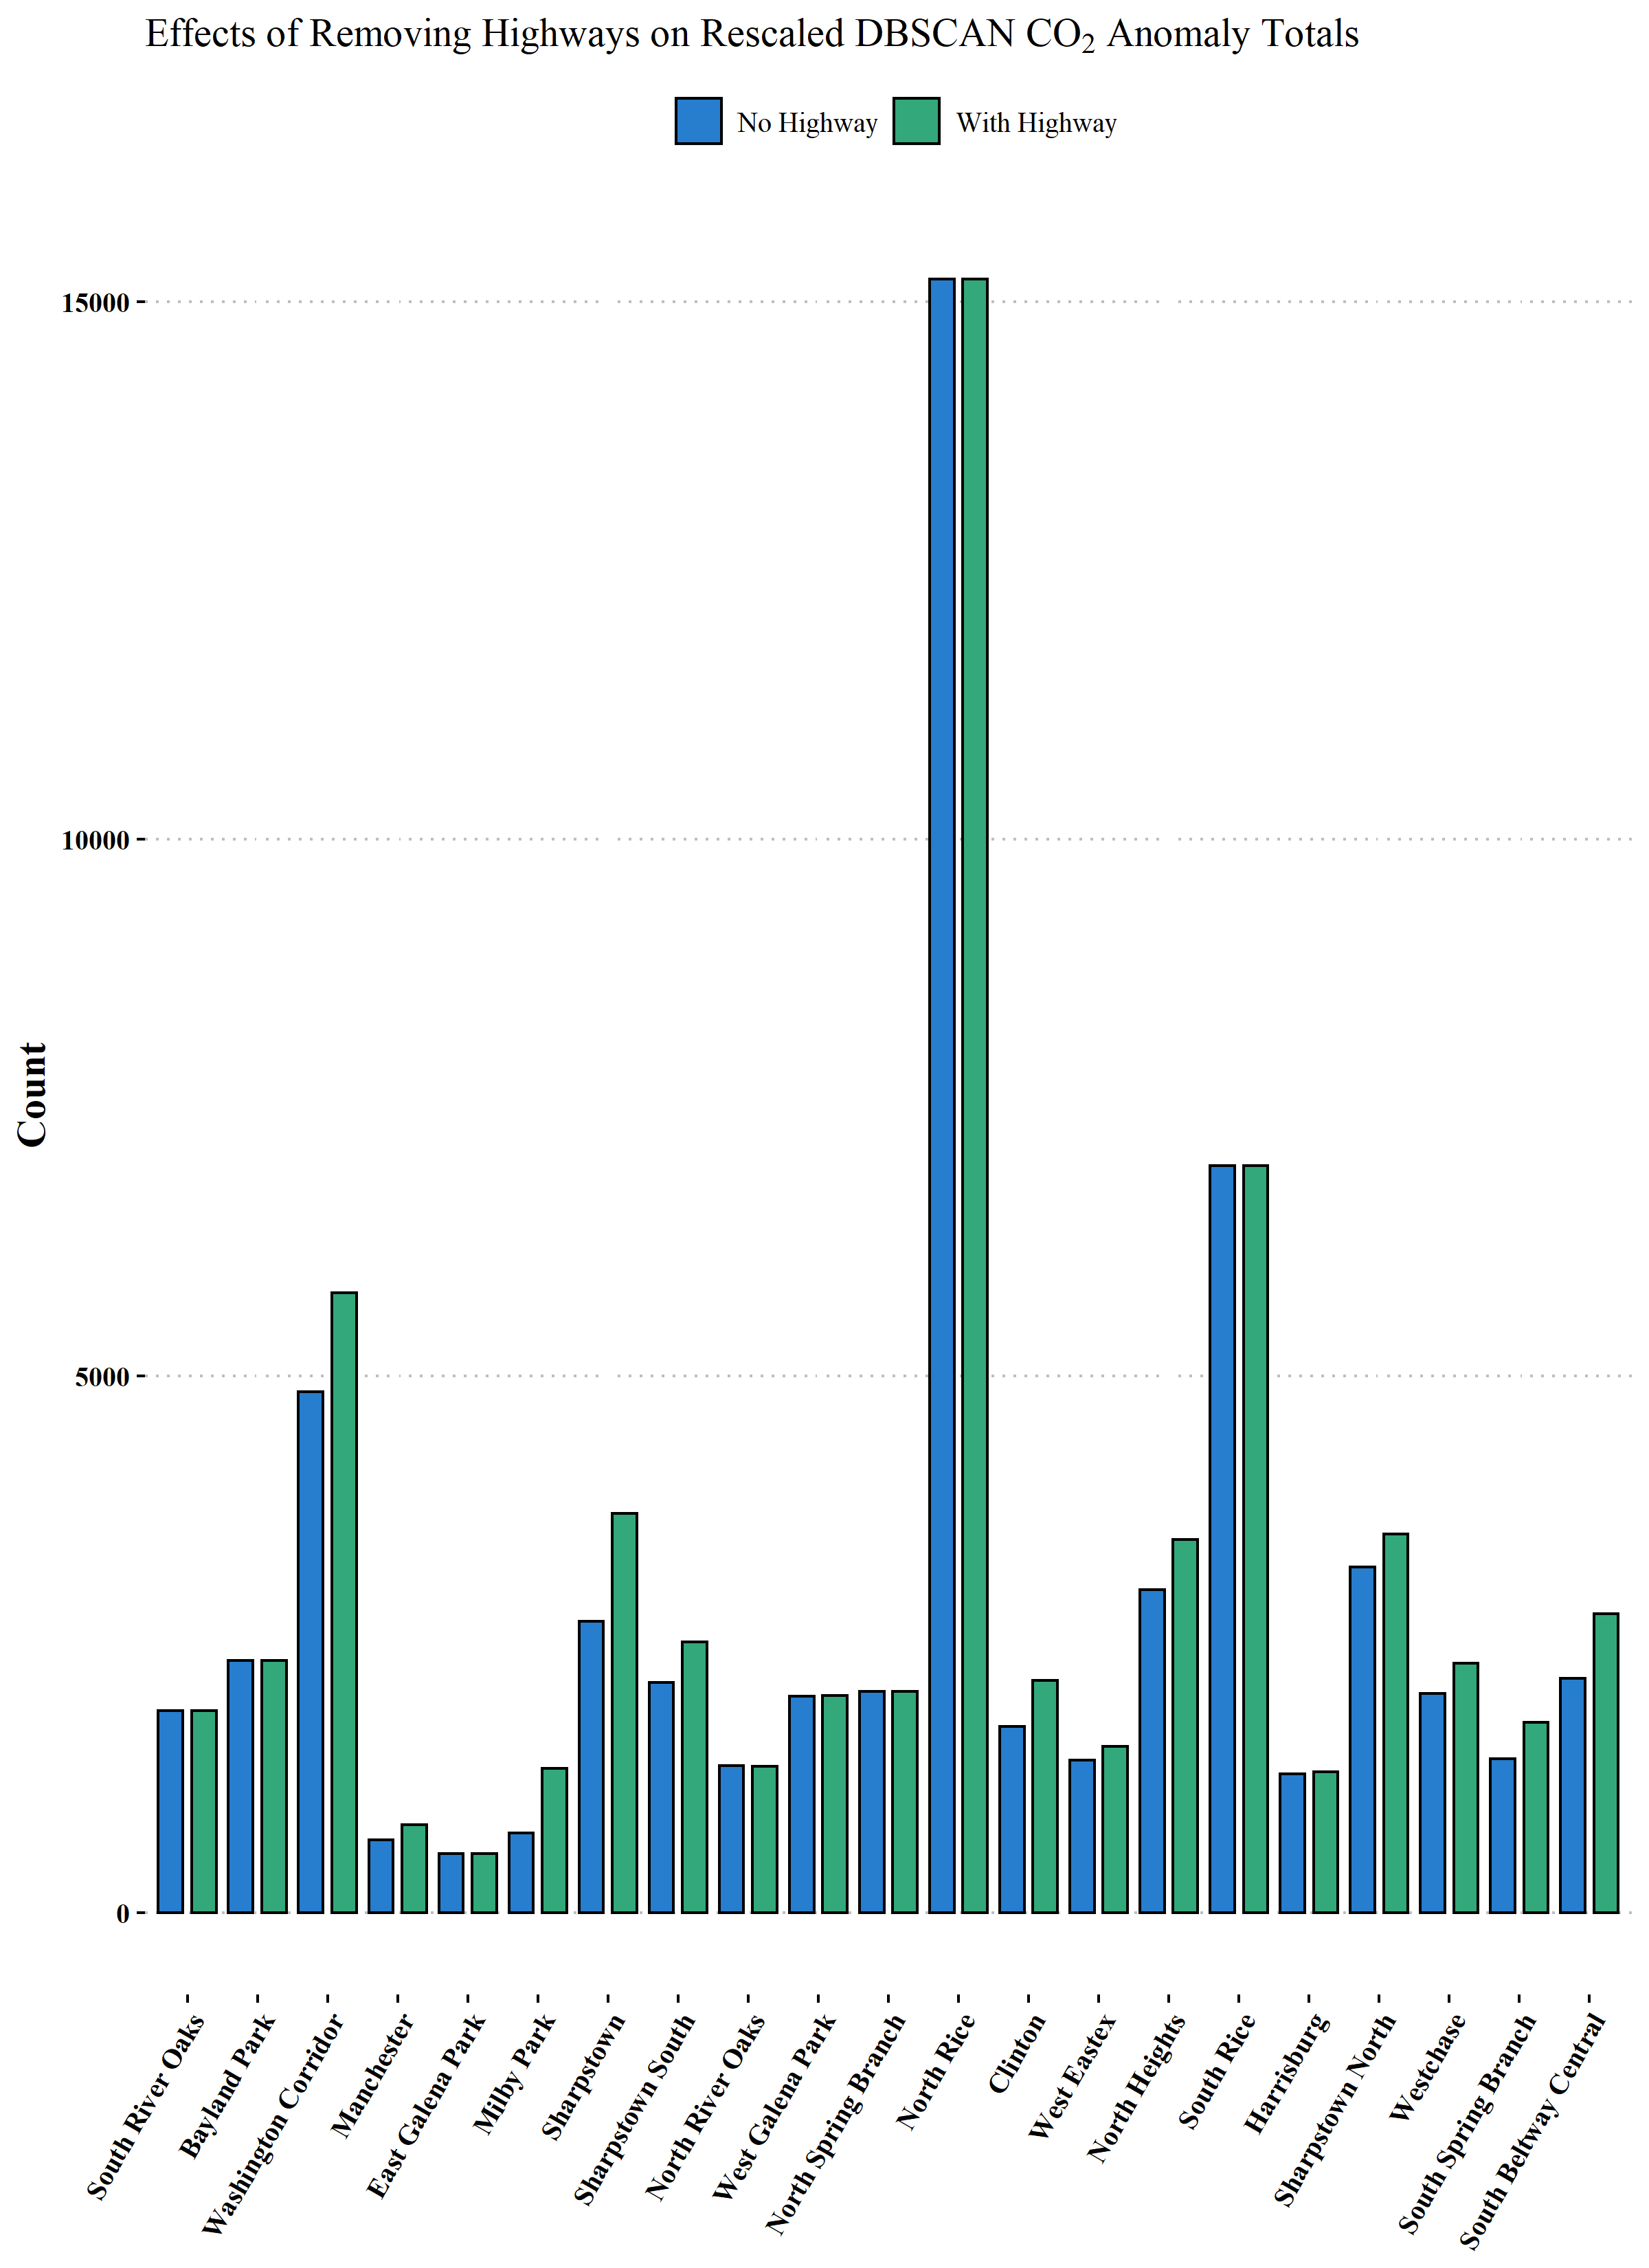 Effects of Removing Highways on Rescaled DBSCAN CO₂ Anomaly Totals
No Highway
With Highway
15000
10000
5000
0
Count
South River Oaks
Bayland Park
Washington Corridor
Manchester
East Galena Park
Milby Park
Sharpstown
Sharpstown South
North River Oaks
West Galena Park
North Spring Branch
North Rice
Clinton
West Eastex
North Heights
South Rice
Harrisburg
Sharpstown North
Westchase
South Spring Branch
South Beltway Central